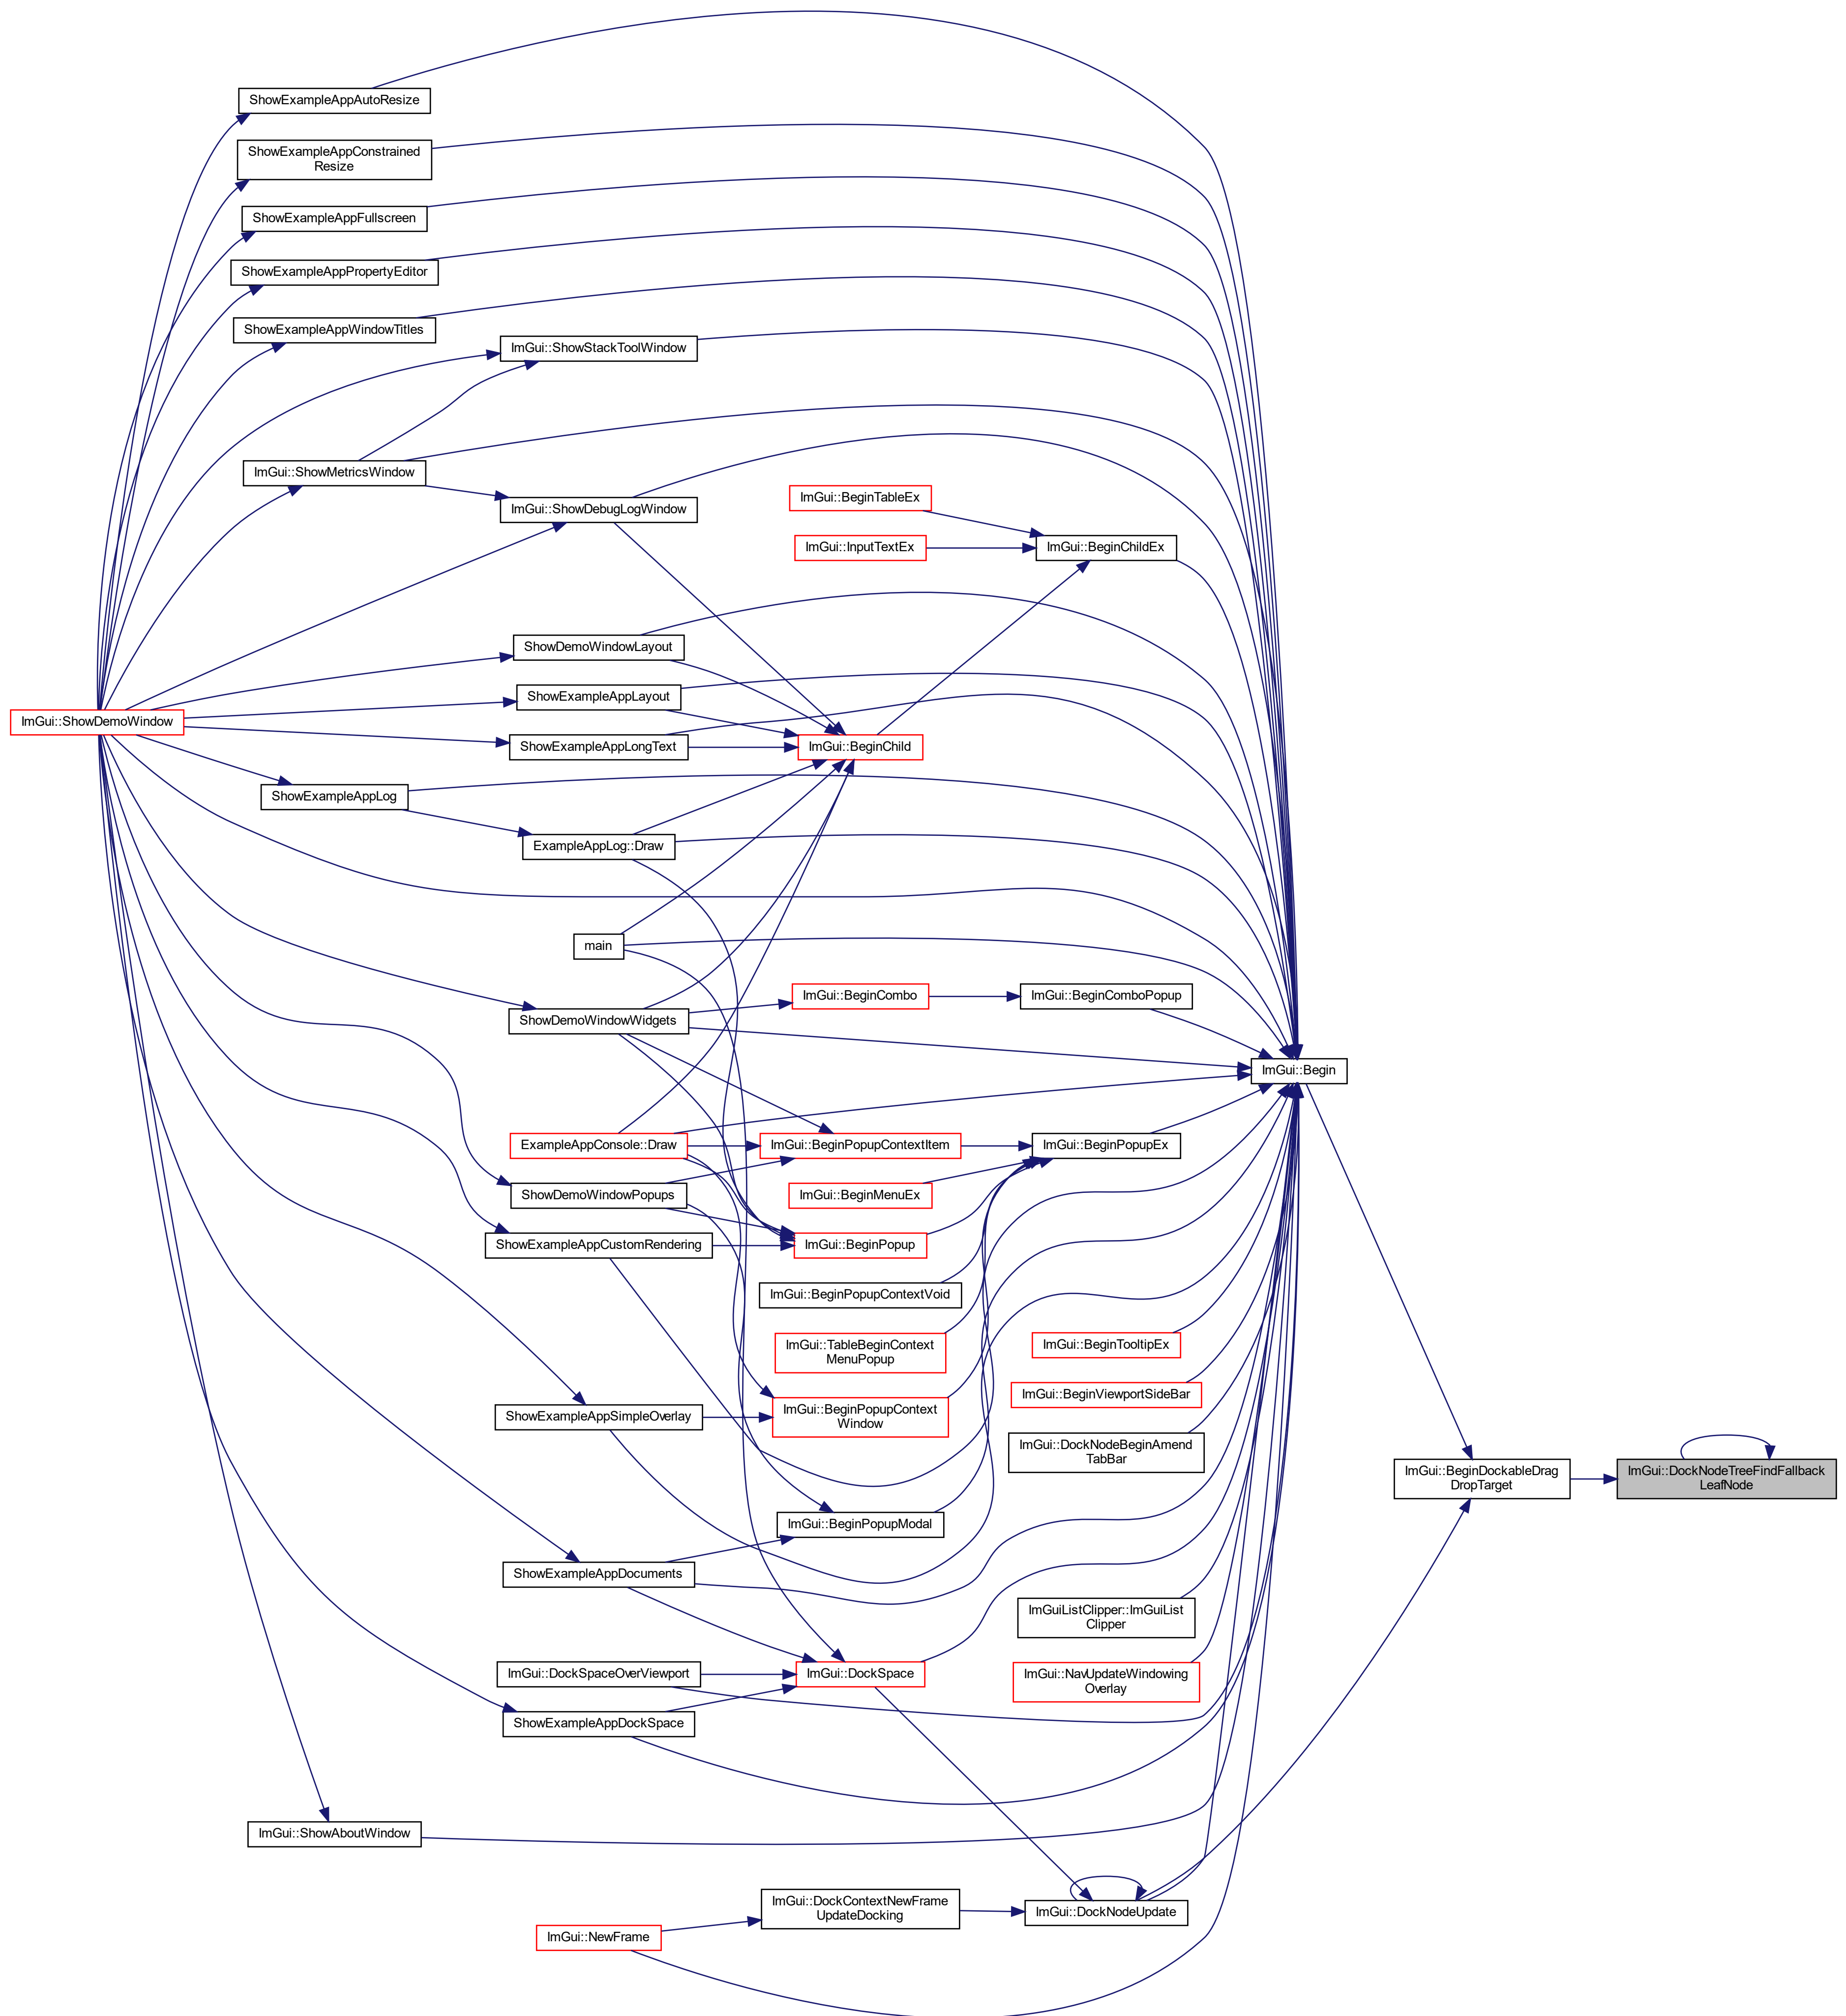 ShowExampleAppAutoResize
ShowExampleAppConstrained
Resize
ShowExampleAppFullscreen
ShowExampleAppPropertyEditor
ShowExampleAppWindowTitles
ImGui::ShowStackToolWindow
ImGui::ShowMetricsWindow
ImGui::BeginTableEx
ImGui::ShowDebugLogWindow
ImGui::InputTextEx
ImGui::BeginChildEx
ShowDemoWindowLayout
ShowExampleAppLayout
ImGui::ShowDemoWindow
ShowExampleAppLongText
ImGui::BeginChild
ShowExampleAppLog
ExampleAppLog::Draw
main
ImGui::BeginCombo
ImGui::BeginComboPopup
ShowDemoWindowWidgets
ImGui::Begin
ExampleAppConsole::Draw
ImGui::BeginPopupContextItem
ImGui::BeginPopupEx
ShowDemoWindowPopups
ImGui::BeginMenuEx
ShowExampleAppCustomRendering
ImGui::BeginPopup
ImGui::BeginPopupContextVoid
ImGui::TableBeginContext
MenuPopup
ImGui::BeginTooltipEx
ImGui::BeginViewportSideBar
ShowExampleAppSimpleOverlay
ImGui::BeginPopupContext
Window
ImGui::DockNodeBeginAmend
TabBar
ImGui::BeginDockableDrag
DropTarget
ImGui::DockNodeTreeFindFallback
LeafNode
ImGui::BeginPopupModal
ShowExampleAppDocuments
ImGuiListClipper::ImGuiList
Clipper
ImGui::DockSpaceOverViewport
ImGui::DockSpace
ImGui::NavUpdateWindowing
Overlay
ShowExampleAppDockSpace
ImGui::ShowAboutWindow
ImGui::DockContextNewFrame
UpdateDocking
ImGui::DockNodeUpdate
ImGui::NewFrame